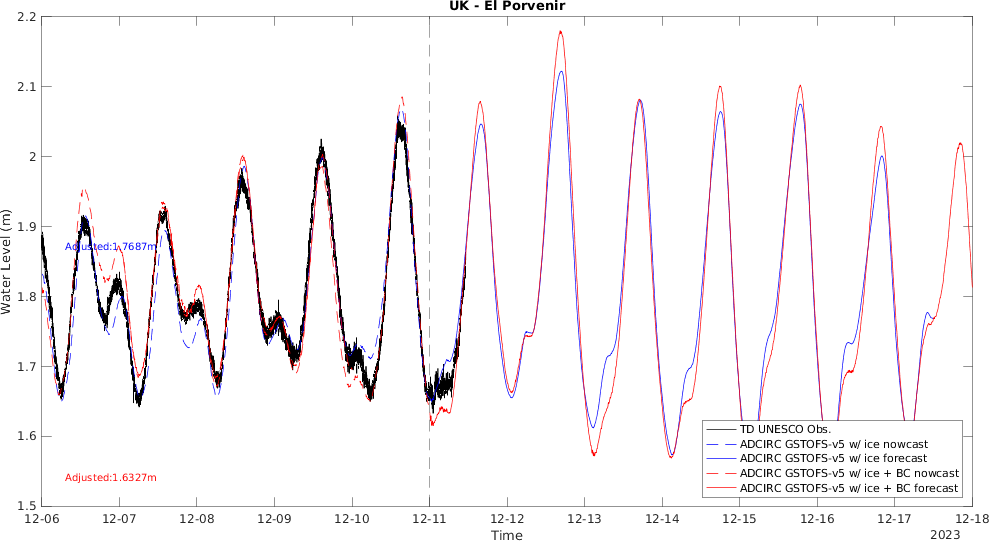 UK - El Porvenir
2.2
2.1
2
1.9
1.8
1.7
1.6
1.5
Water Level (m)
Adjusted:1.7687m
Adjusted:1.6327m
TD UNESCO Obs.
ADCIRC GSTOFS-v5 w/ ice nowcast
ADCIRC GSTOFS-v5 w/ ice forecast
ADCIRC GSTOFS-v5 w/ ice + BC nowcast
ADCIRC GSTOFS-v5 w/ ice + BC forecast
12-06 12-07 12-08 12-09 12-10 12-11 12-12 12-13 12-14 12-15 12-16 12-17 12-18
Time
2023